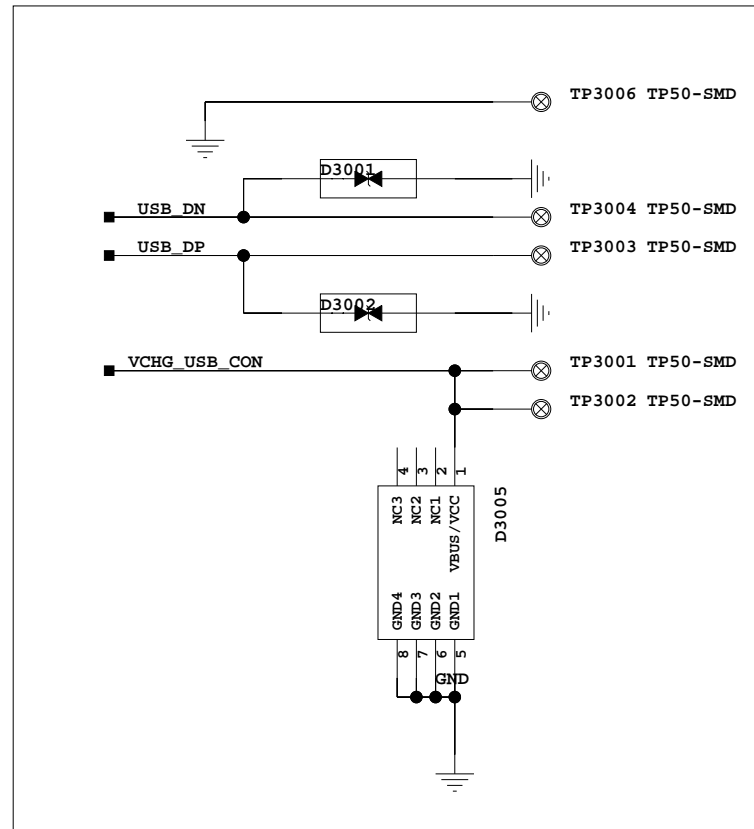 TP3006 TP50-SMD
D3001
USB_DN
TP3004 TP50-SMD
USB_DP
TP3003 TP50-SMD
D3002
VCHG_USB_CON
TP3001 TP50-SMD
TP3002 TP50-SMD
4 3 2 1
NC3 NC2 NC1 VBUS/VCC
D3005
GND4 GND3 GND2 GND1
8 7 6 5
GND